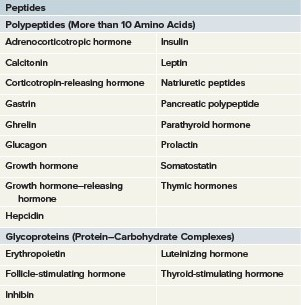 Peptides
Polypeptides (More than 10 Amino Acids)
Adrenocorticotropic hormone Insulin
Calcitonin Leptin
Corticotropin-releasing hormone Natriuretic peptides
Gastrin Pancreatic polypeptide
Ghrelin Parathyroid hormone
Glucagon Prolactin
Growth hormone Somatostatin
Growth hormone–releasing Thymic hormones
hormone
Hepcidin
Glycoproteins (Protein–Carbohydrate Complexes)
Erythropoietin Luteinizing hormone
Follicle-stimulating hormone Thyroid-stimulating hormone
Inhibin